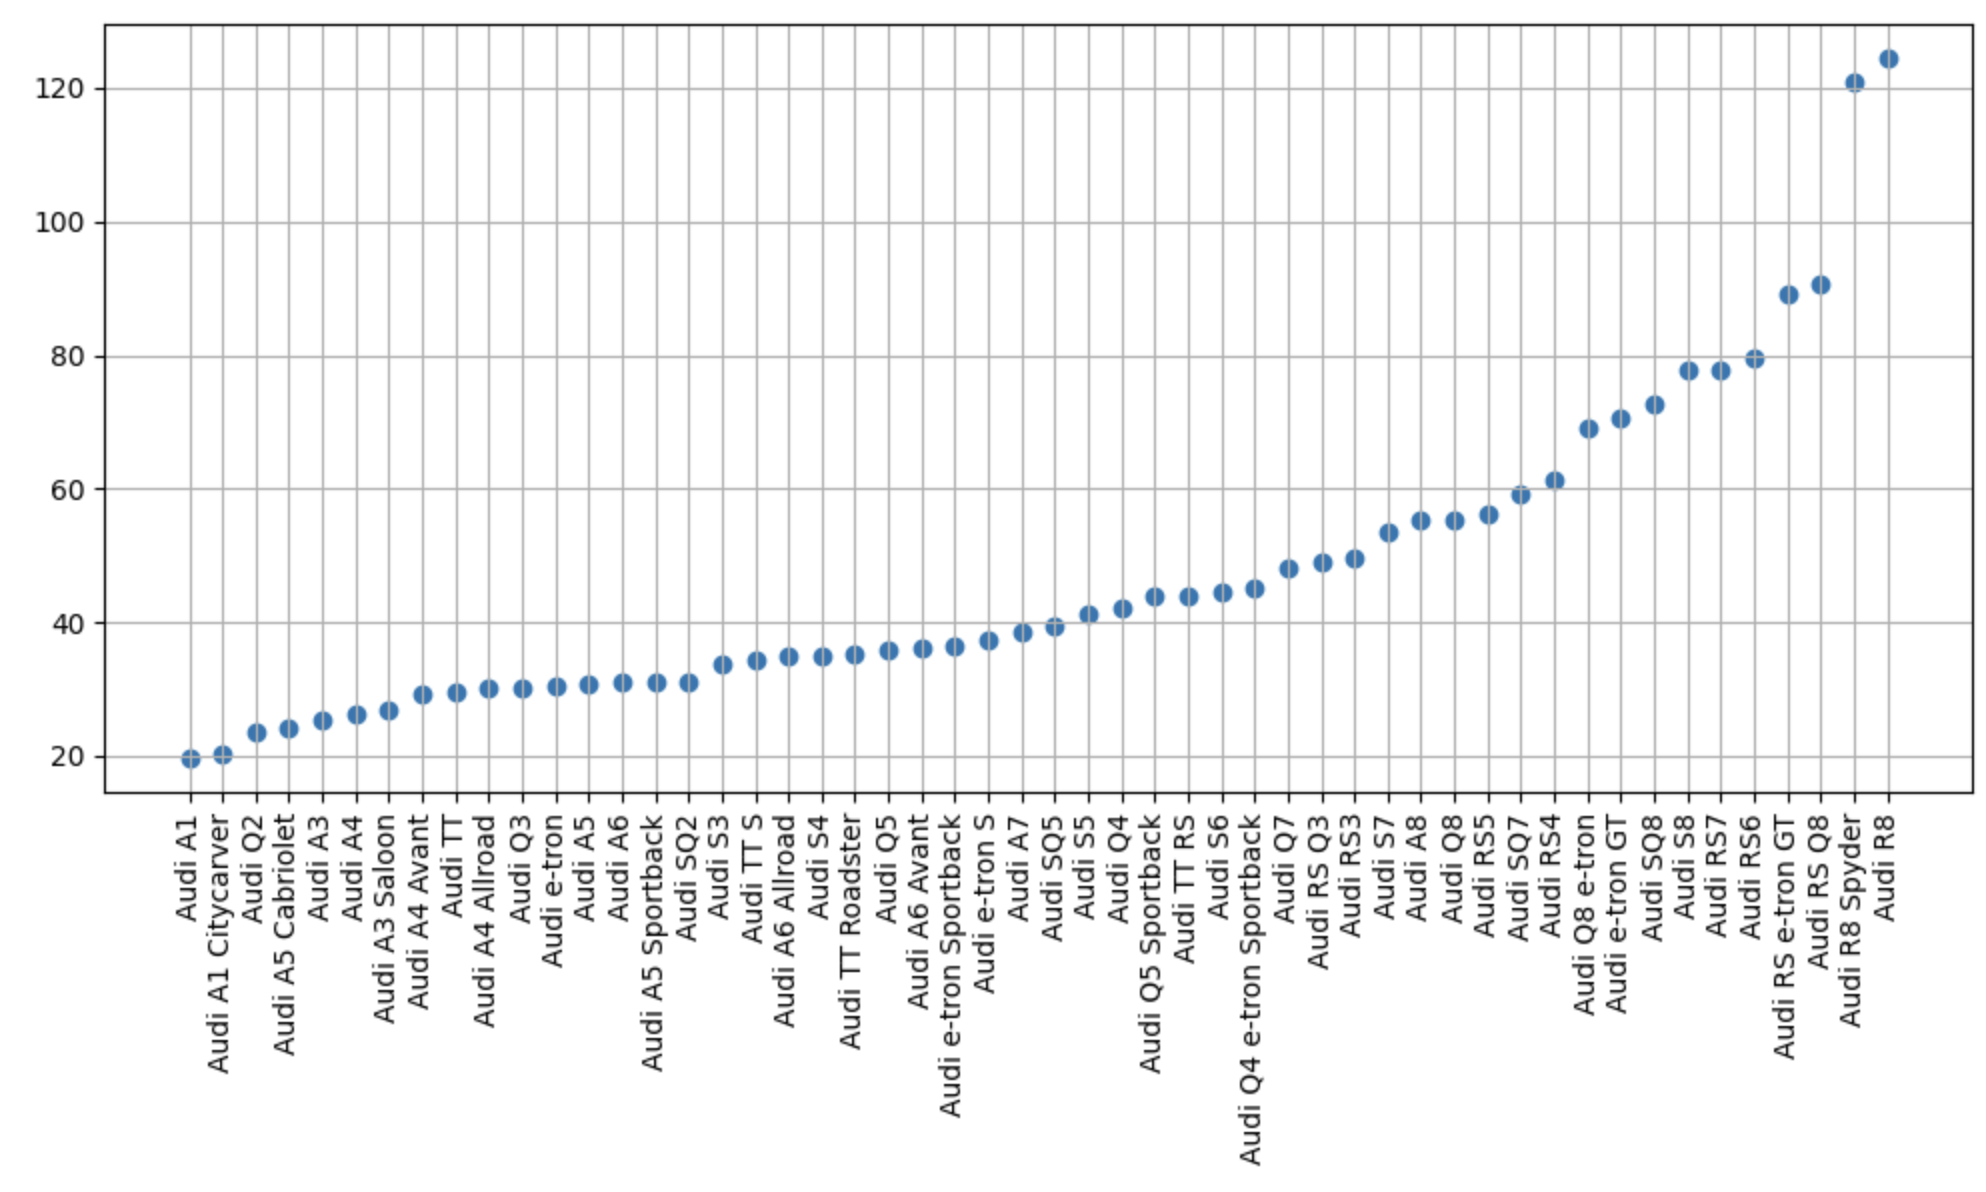 120
100
80
60
40
20
Audi A1
Audi A1 Citycarver
Audi Q2
Audi A5 Cabriolet
Audi A3
Audi A4
Audi A3 Saloon
Audi A4 Avant
Audi TT
Audi A4 Allroad
Audi Q3
Audi e-tron
Audi A5
Audi A6
Audi A5 Sportback
Audi SQ2
Audi S3
Audi TT S
Audi A6 Allroad
Audi S4
Audi TT Roadster
Audi Q5
Audi A6 Avant
Audi e-tron Sportback
Audi e-tron S
Audi A7
Audi SQ5
Audi S5
Audi Q4
Audi Q5 Sportback
Audi TT RS
Audi S6
Audi Q4 e-tron Sportback
Audi Q7
Audi RS Q3
Audi RS3
Audi S7
Audi A8
Audi Q8
Audi RS5
Audi SQ7
Audi RS4
Audi Q8 e-tron
Audi e-tron GT
Audi SQ8
Audi S8
Audi RS7
Audi RS6
Audi RS e-tron GT
Audi RS Q8
Audi R8 Spyder
Audi R8